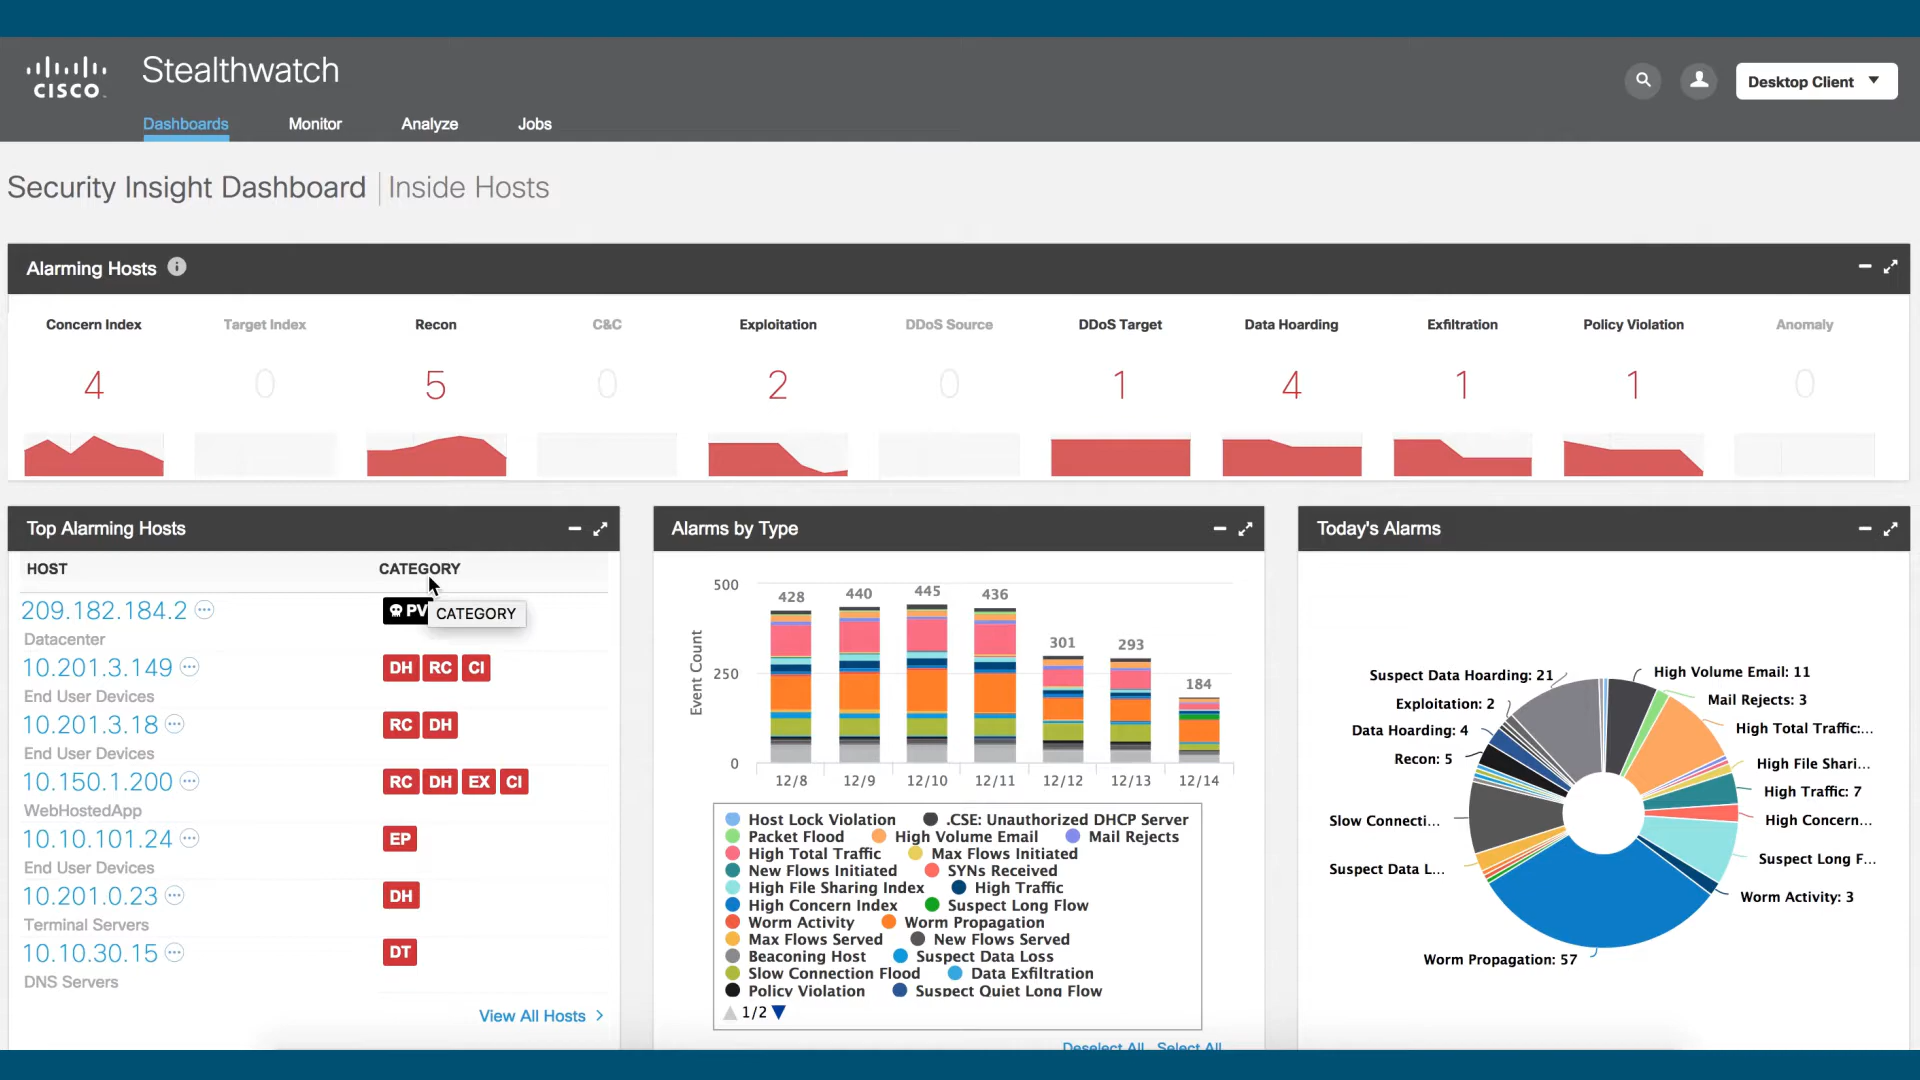 CISCO
Stealthwatch
Desktop Client
Dashboards Monitor Analyze Jobs
Security Insight Dashboard | Inside Hosts
Alarming Hosts
Concern Index Target Index Recon C&C Exploitation DDoS Source DDoS Target Data Hoarding Exfiltration Policy Violation Anomaly
4 0 5 0 2 0 1 4 1 1 0
Top Alarming Hosts
HOST CATEGORY
209.182.184.2 PV
CATEGORY
Datacenter
10.201.3.149 DH RC CI
End User Devices
10.201.3.18 RC DH
End User Devices
10.150.1.200 RC DH EX CI
WebHostedApp
10.10.101.24 EP
End User Devices
10.201.0.23 DH
Terminal Servers
10.10.30.15 DT
DNS Servers
View All Hosts >
Alarms by Type
Event Count
500
250
0
428 440 445 436 301 293 184
12/8 12/9 12/10 12/11 12/12 12/13 12/14
Host Lock Violation .CSE: Unauthorized DHCP Server
Packet Flood High Volume Email Mail Rejects
High Total Traffic Max Flows Initiated
New Flows Initiated SYNs Received
High File Sharing Index High Traffic
High Concern Index Suspect Long Flow
Worm Activity Worm Propagation
Max Flows Served New Flows Served
Beaconing Host Suspect Data Loss
Slow Connection Flood Data Exfiltration
Policy Violation Suspect Quiet Long Flow
1/2
Deselect All Select All
Today's Alarms
Suspect Data Hoarding: 21
Exploitation: 2
Data Hoarding: 4
Recon: 5
Slow Connecti...
Suspect Data L...
Worm Propagation: 57
High Volume Email: 11
Mail Rejects: 3
High Total Traffic:...
High File Shari...
High Traffic: 7
High Concern...
Suspect Long F...
Worm Activity: 3